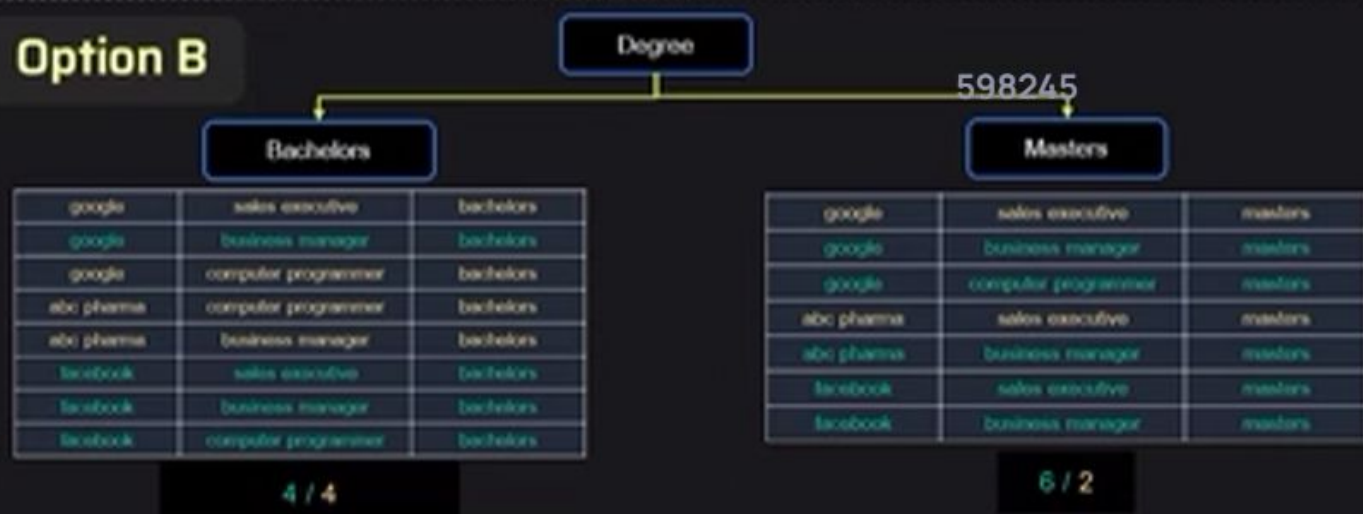 Option B
Degree
598245
Bachelors
Masters
google sales executive bachelors
google business manager bachelors
google computer programmer bachelors
abc pharma computer programmer bachelors
abc pharma business manager bachelors
facebook sales executive bachelors
facebook business manager bachelors
facebook computer programmer bachelors
4 / 4
google sales executive masters
google business manager masters
google computer programmer masters
abc pharma sales executive masters
abc pharma business manager masters
facebook sales executive masters
facebook business manager masters
6 / 2